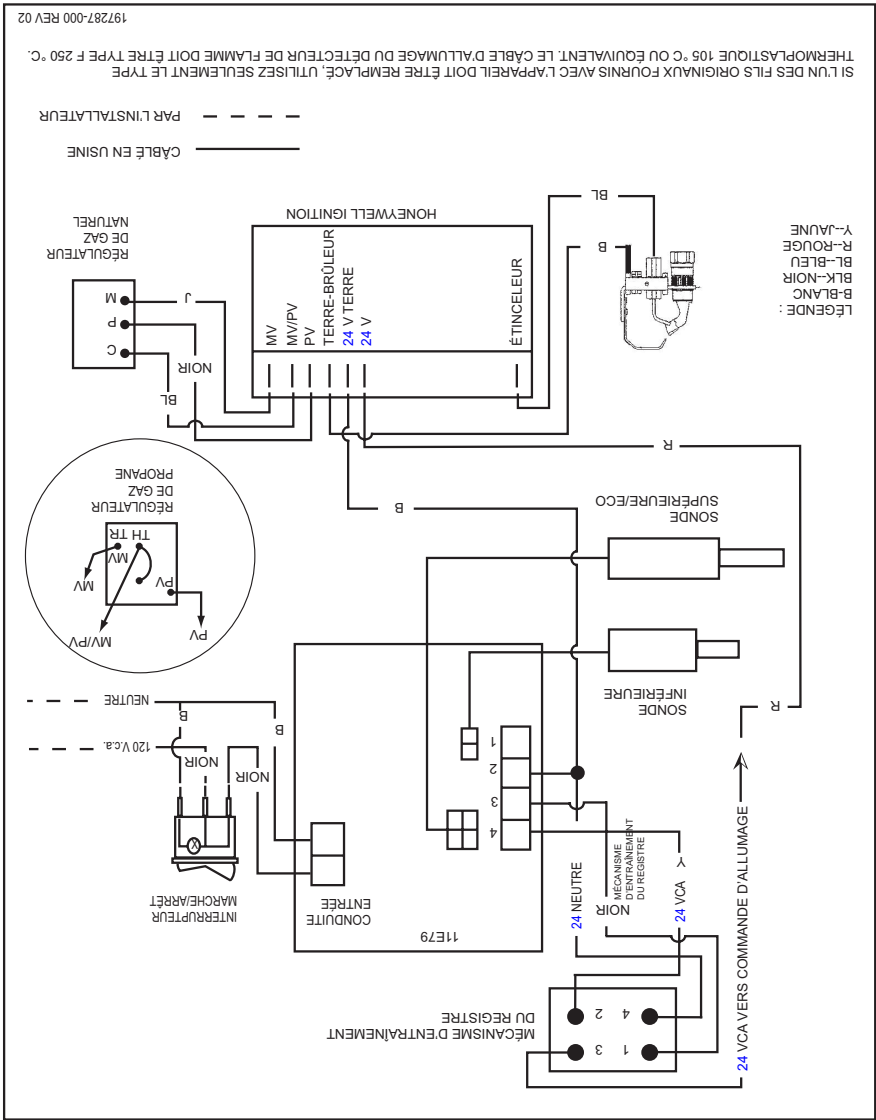 MÉCANISME D'ENTRAÎNEMENT
DU REGISTRE
1
3
4
2
24 VCA VERS COMMANDE D'ALLUMAGE
24 VCA
Y
NOIR
MÉCANISME
D'ENTRAÎNEMENT
DU REGISTRE
24 NEUTRE
11E79
CONDUITE
ENTRÉE
INTERRUPTEUR
MARCHE/ARRÊT
X
4
3
2
1
NOIR
NOIR
120 V.c.a.
B
B
NEUTRE
R
SONDE
INFÉRIEURE
SONDE
SUPÉRIEURE/ECO
PV
MV/PV
MV
PV
MV
TH TR
RÉGULATEUR
DE GAZ
PROPANE
B
R
BL
NOIR
J
C
P
M
RÉGULATEUR
DE GAZ
NATUREL
MV
MV/PV
PV
TERRE-BRÛLEUR
24 V TERRE
24 V
ÉTINCELEUR
HONEYWELL IGNITION
B
BL
LÉGENDE :
B-BLANC
BLK--NOIR
BL--BLEU
R--ROUGE
Y--JAUNE
CÂBLÉ EN USINE
PAR L'INSTALLATEUR
SI L'UN DES FILS ORIGINAUX FOURNIS AVEC L'APPAREIL DOIT ÊTRE REMPLACÉ, UTILISEZ SEULEMENT LE TYPE
THERMOPLASTIQUE 105 °C OU ÉQUIVALENT. LE CÂBLE D'ALLUMAGE DU DÉTECTEUR DE FLAMME DOIT ÊTRE TYPE F 250 °C.
197287-000 REV 02